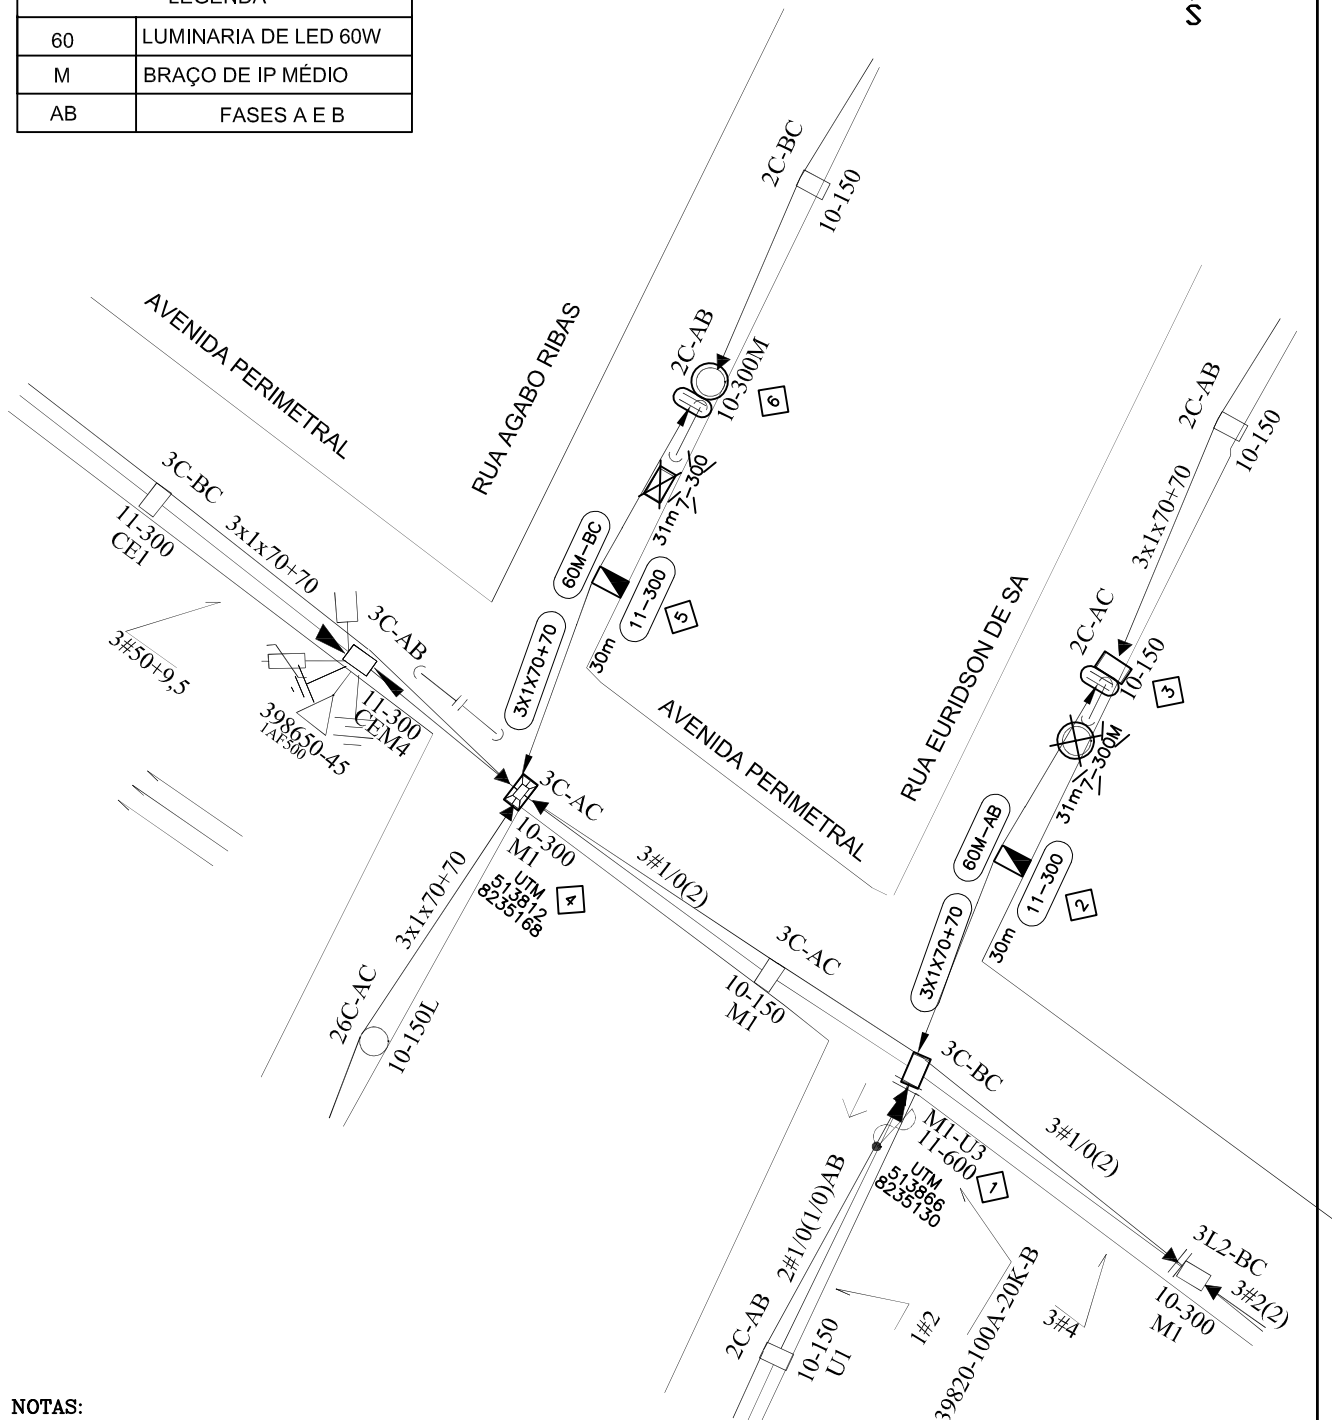 LEGENDA
60 LUMINARIA DE LED 60W
M BRAÇO DE IP MÉDIO
AB FASES A E B
S
2C-BC
10-150
AVENIDA PERIMETRAL
RUA AGABO RIBAS
2C-AB
10-300M
6
2C-AB
10-150
3C-BC
11-300
CE1
3x1x70+70
7-300
31m
60M-BC
11-300
5
30m
3X1X70+70
3x1x70+70
3#50+9,5
3C-AB
11-300
CEM4
398650-45
1AF500
RUA EURIDSON DE SA
2C-AC
10-150
3
7-300M
31m
AVENIDA PERIMETRAL
3C-AC
10-300
M1
UTM
513812
8235168
4
60M-AB
11-300
2
30m
3X1X70+70
3#1/0(2)
3x1x70+70
26C-AC
10-150L
3C-AC
10-150
M1
3C-BC
M1-U3
11-600
UTM
513866
8235130
1
3#1/0(2)
2#1/0(1/0)AB
2C-AB
10-150
U1
1#2
39820-100A-20K-B
3#4
3L2-BC
3#2(2)
10-300
M1
NOTAS: